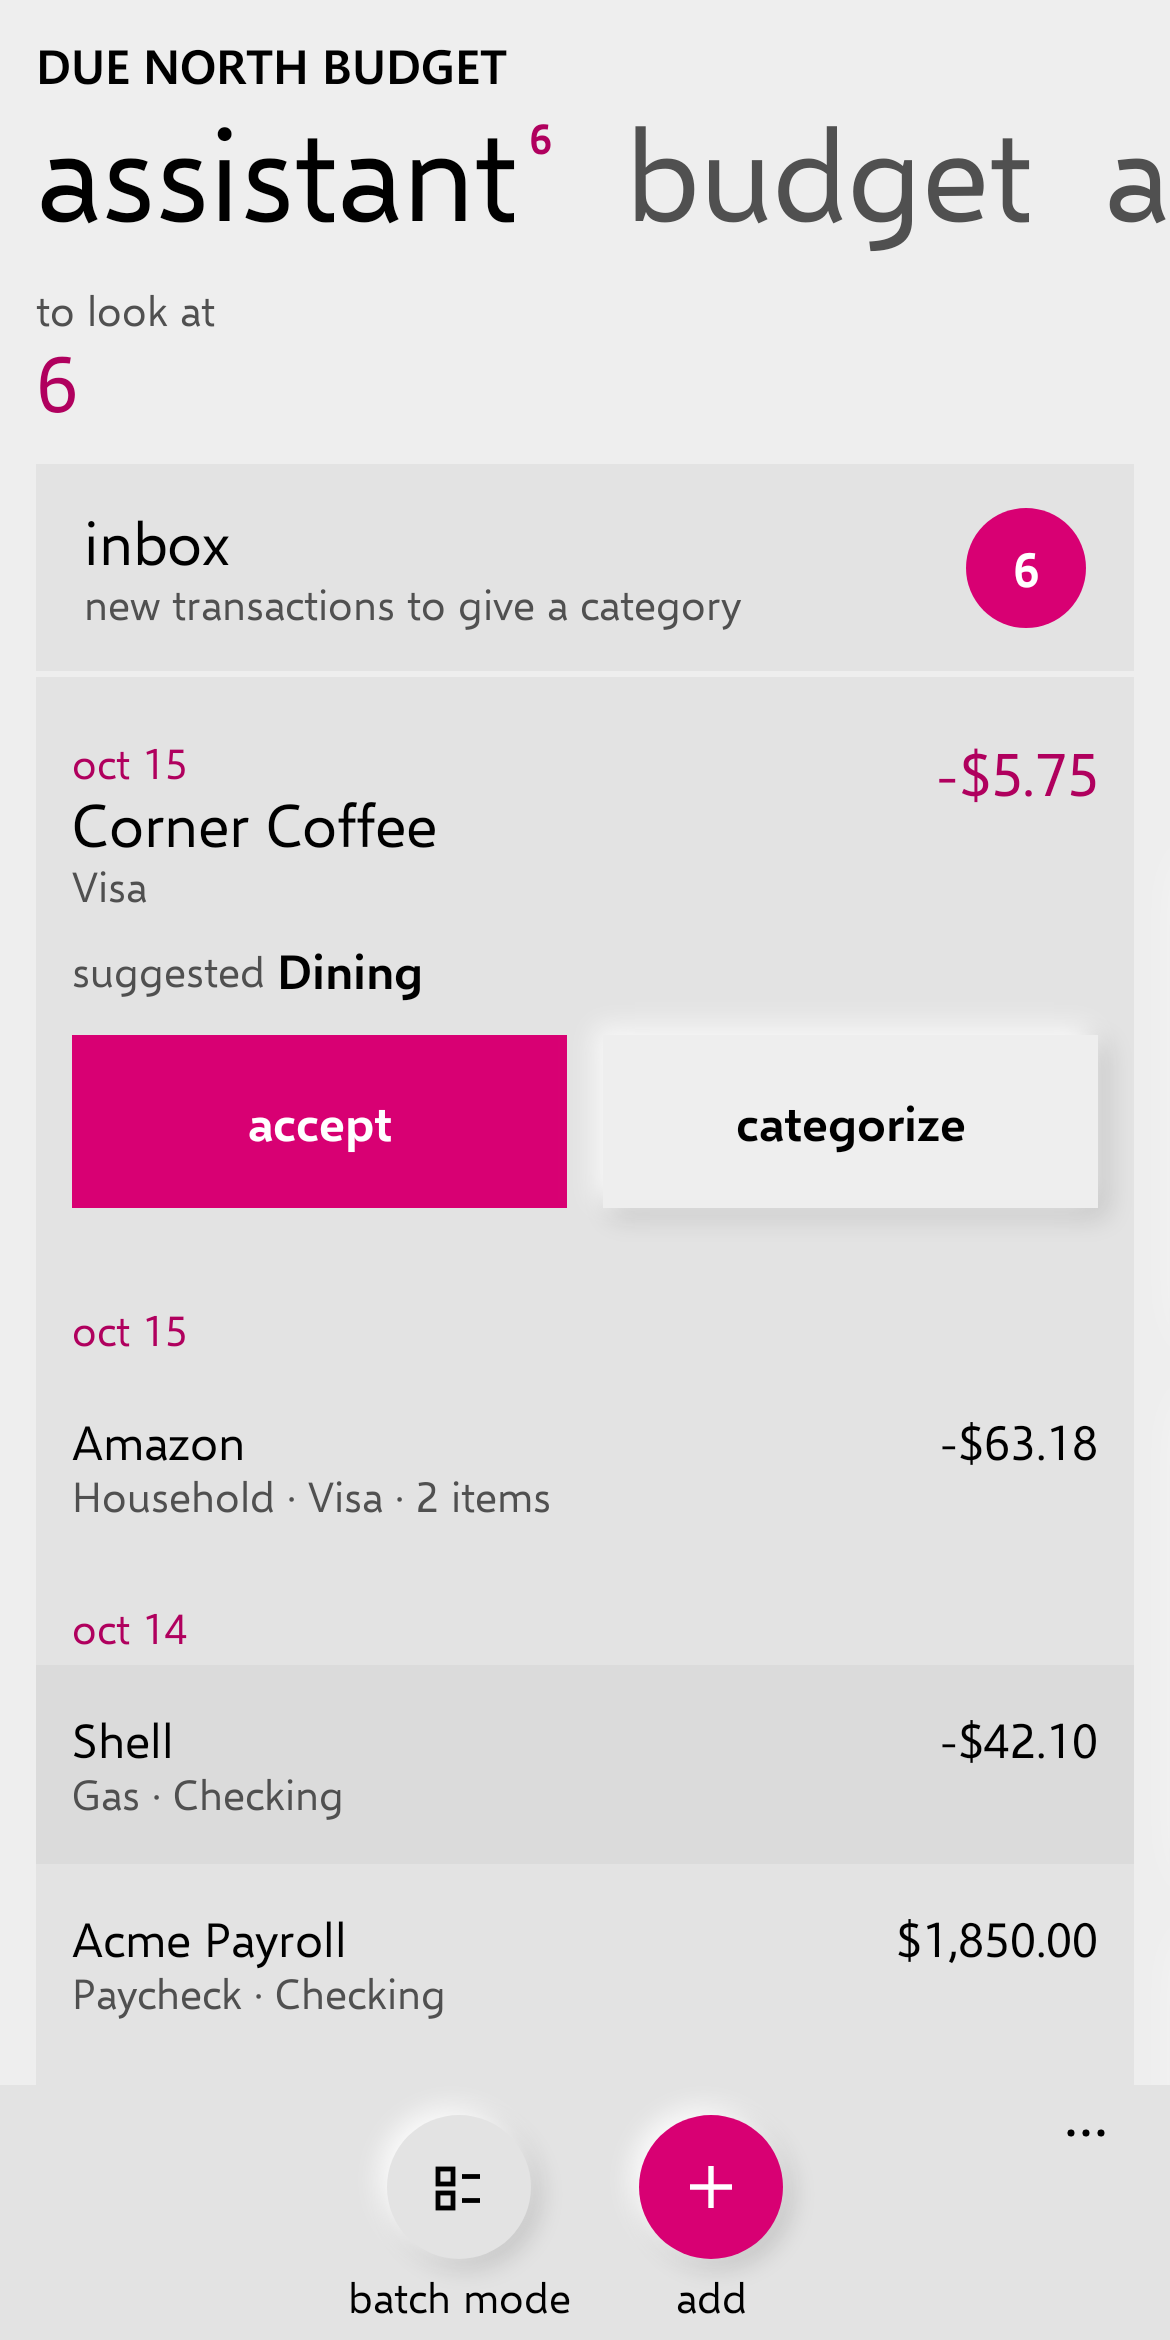 DUE NORTH BUDGET
assistant 6 budget a
to look at
6
inbox
new transactions to give a category
6
oct 15
-$5.75
Corner Coffee
Visa
suggested Dining
accept categorize
oct 15
Amazon -$63.18
Household · Visa · 2 items
oct 14
Shell -$42.10
Gas · Checking
Acme Payroll $1,850.00
Paycheck · Checking
...
batch mode add